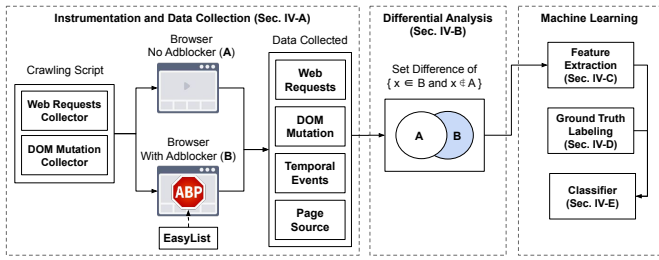 Instrumentation and Data Collection (Sec. IV-A)
Crawling Script
Web Requests
Collector
DOM Mutation
Collector
Browser
No Adblocker (A)
Browser
With Adblocker (B)
ABP
EasyList
Data Collected
Web
Requests
DOM
Mutation
Temporal
Events
Page
Source
Differential Analysis
(Sec. IV-B)
Set Difference of
{ x ∈ B and x ∉ A }
A
B
Machine Learning
Feature
Extraction
(Sec. IV-C)
Ground Truth
Labeling
(Sec. IV-D)
Classifier
(Sec. IV-E)